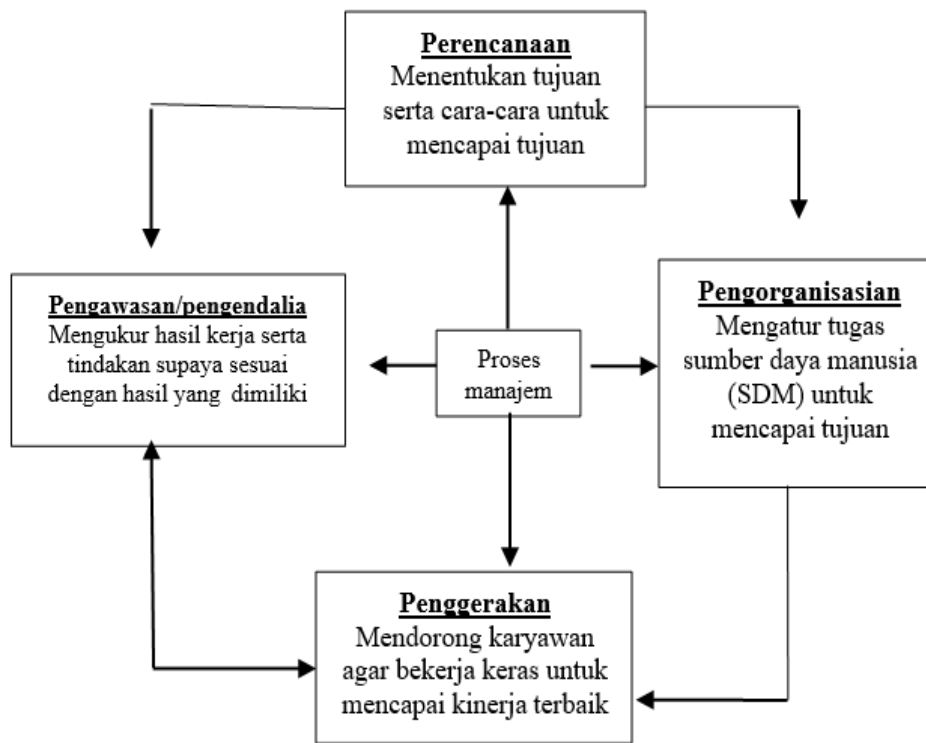 Perencanaan
Menentukan tujuan
serta cara-cara untuk
mencapai tujuan
Pengawasan/pengendalia
Mengukur hasil kerja serta
tindakan supaya sesuai
dengan hasil yang dimiliki
Proses
manajem
Pengorganisasian
Mengatur tugas
sumber daya manusia
(SDM) untuk
mencapai tujuan
Penggerakan
Mendorong karyawan
agar bekerja keras untuk
mencapai kinerja terbaik